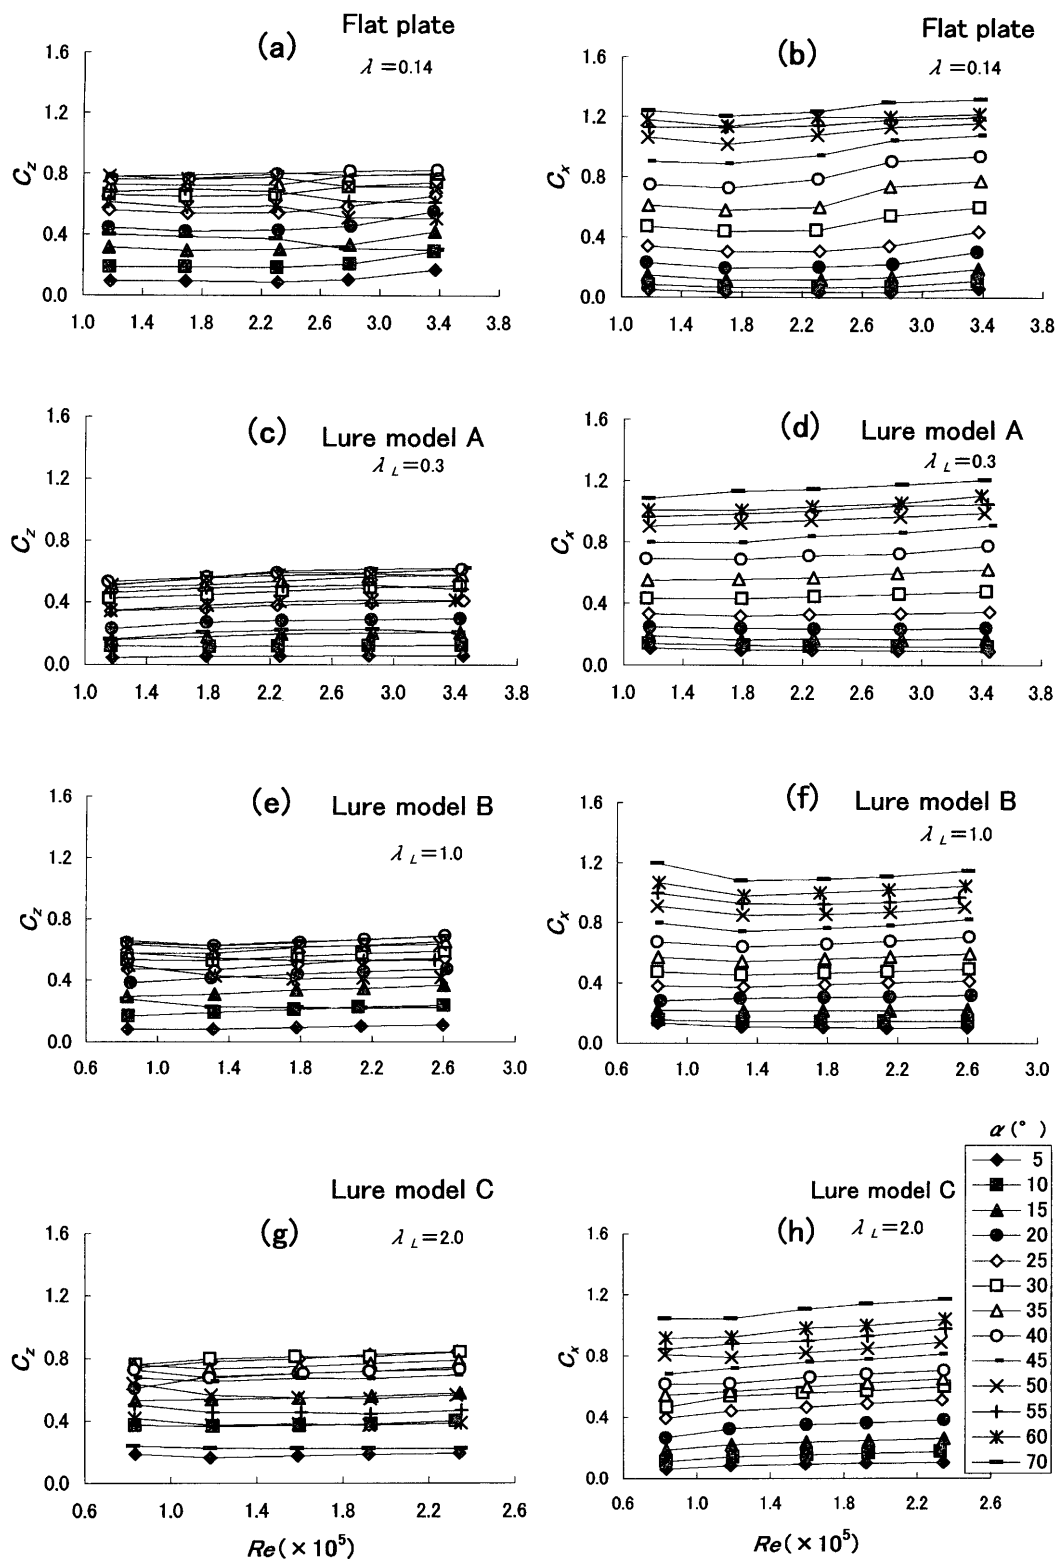 (a) Flat plate
λ=0.14
C_z
1.6
1.2
0.8
0.4
0.0
1.0 1.4 1.8 2.2 2.6 3.0 3.4 3.8
(b) Flat plate
λ=0.14
C_x
1.6
1.2
0.8
0.4
0.0
1.0 1.4 1.8 2.2 2.6 3.0 3.4 3.8
(c) Lure model A
λ_L=0.3
C_z
1.6
1.2
0.8
0.4
0.0
1.0 1.4 1.8 2.2 2.6 3.0 3.4 3.8
(d) Lure model A
λ_L=0.3
C_x
1.6
1.2
0.8
0.4
0.0
1.0 1.4 1.8 2.2 2.6 3.0 3.4 3.8
(e) Lure model B
λ_L=1.0
C_z
1.6
1.2
0.8
0.4
0.0
0.6 1.0 1.4 1.8 2.2 2.6 3.0
(f) Lure model B
λ_L=1.0
C_x
1.6
1.2
0.8
0.4
0.0
0.6 1.0 1.4 1.8 2.2 2.6 3.0
(g) Lure model C
λ_L=2.0
C_z
1.6
1.2
0.8
0.4
0.0
0.6 1.0 1.4 1.8 2.2 2.6
Re(×10⁵)
(h) Lure model C
λ_L=2.0
C_x
1.6
1.2
0.8
0.4
0.0
0.6 1.0 1.4 1.8 2.2 2.6
Re(×10⁵)
α(°)
5
10
15
20
25
30
35
40
45
50
55
60
70